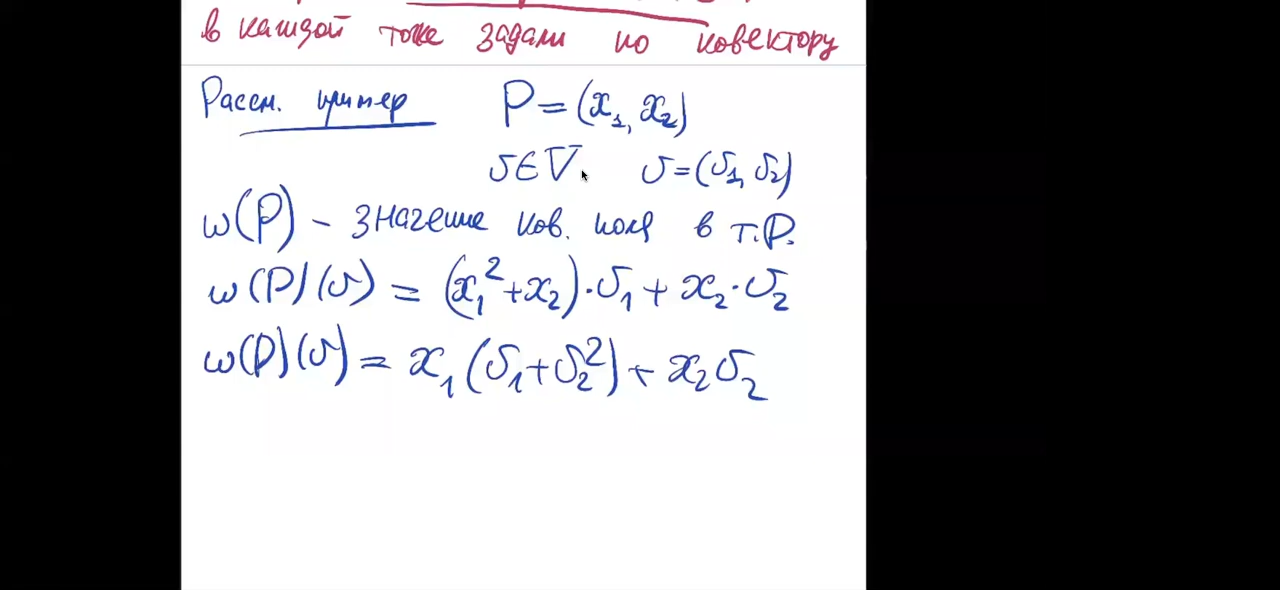 в каждой точке задали по ковектору
Рассм. пример P = (x₁, x₂)
v ∈ V. v = (v₁, v₂)
ω(P) – значение ков. поля в т. P.
ω(P)(v) = (x₁² + x₂)·v₁ + x₂·v₂
ω(P)(v) = x₁(v₁ + v₂²) + x₂v₂